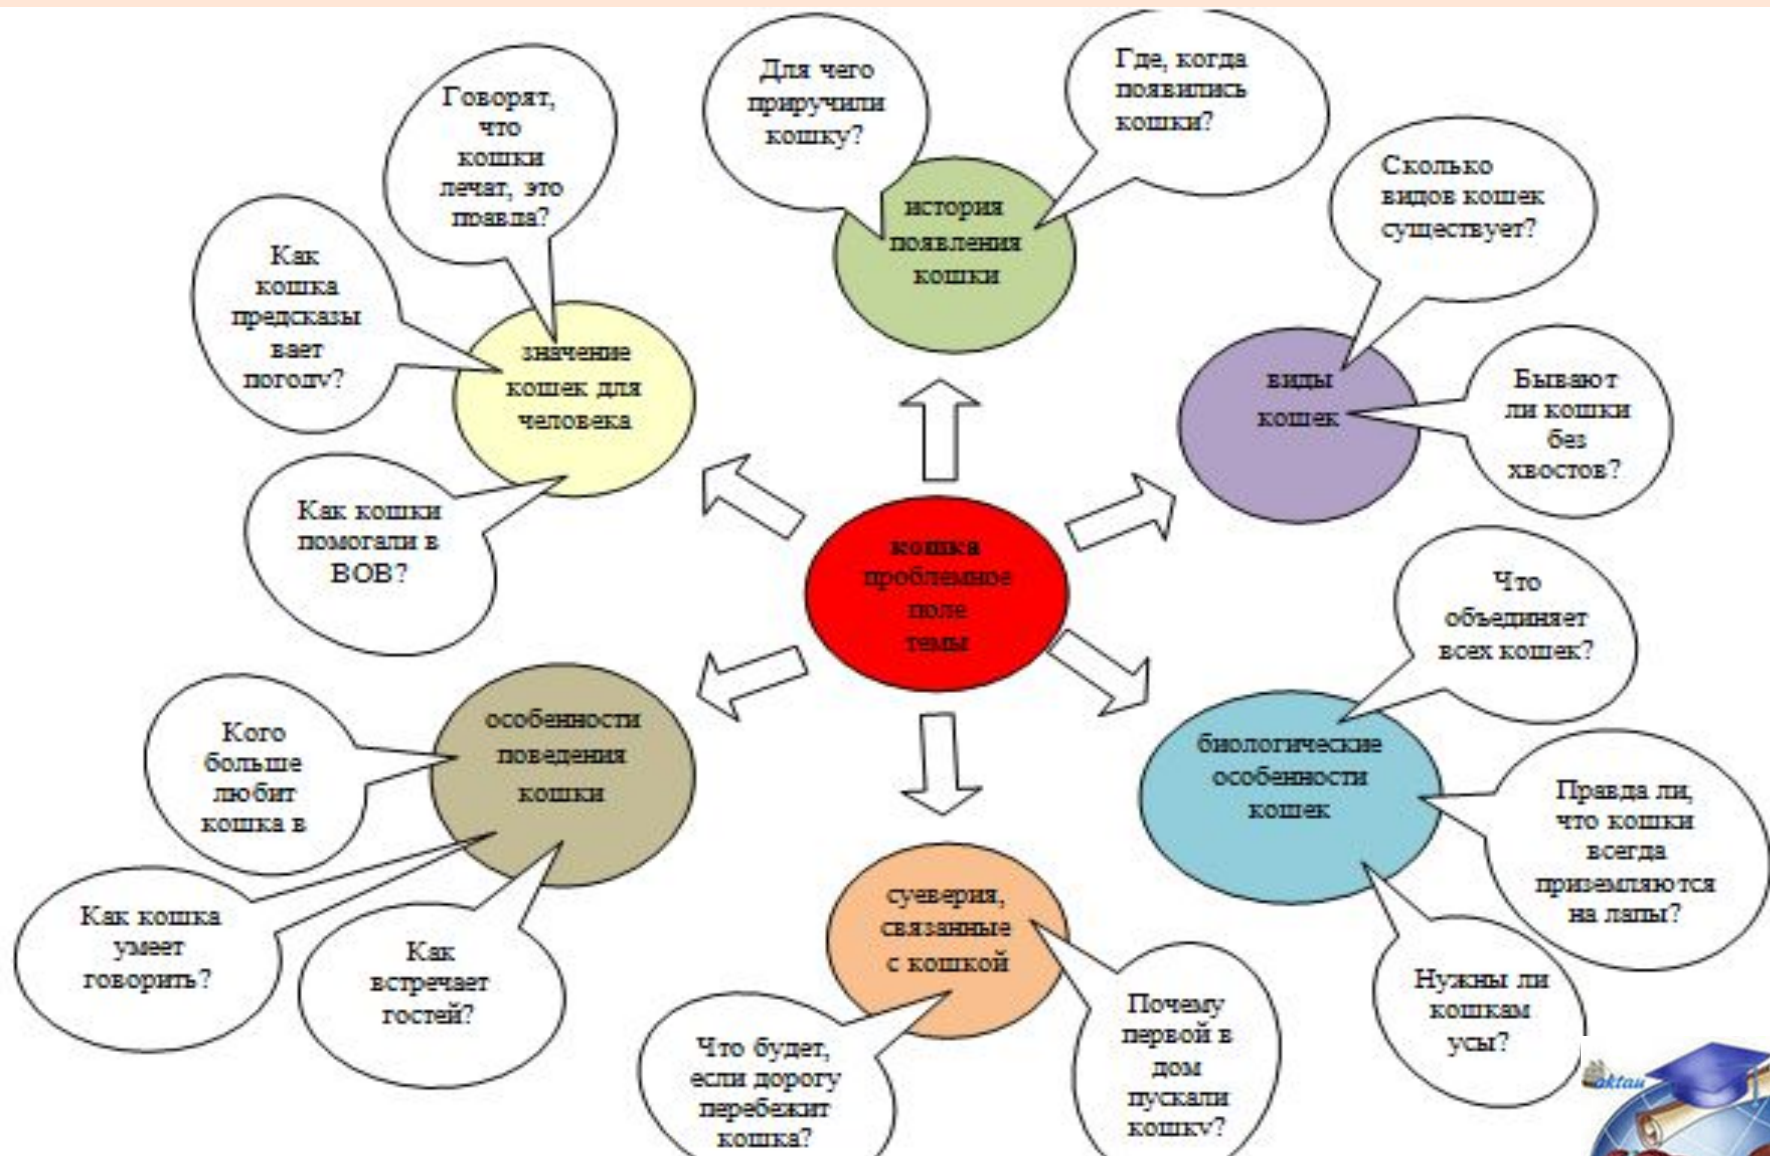 Для чего
приручили
кошку?
Где, когда
появились
кошки?
история
появления
кошки
Говорят,
что
кошки
лечат, это
правда?
Как
кошка
предсказы
вает
погоду?
Как кошки
помогали в
ВОВ?
значение
кошек для
человека
Сколько
видов кошек
существует?
Бывают
ли кошки
без
хвостов?
виды
кошек
кошка
проблемное
поле
темы
Что
объединяет
всех кошек?
Правда ли,
что кошки
всегда
приземляются
на лапы?
Нужны ли
кошкам
усы?
биологические
особенности
кошек
особенности
поведения
кошки
Кого
больше
любит
кошка в
Как кошка
умеет
говорить?
Как
встречает
гостей?
суеверия,
связанные
с кошкой
Что будет,
если дорогу
перебежит
кошка?
Почему
первой в
дом
пускали
кошку?
aktau